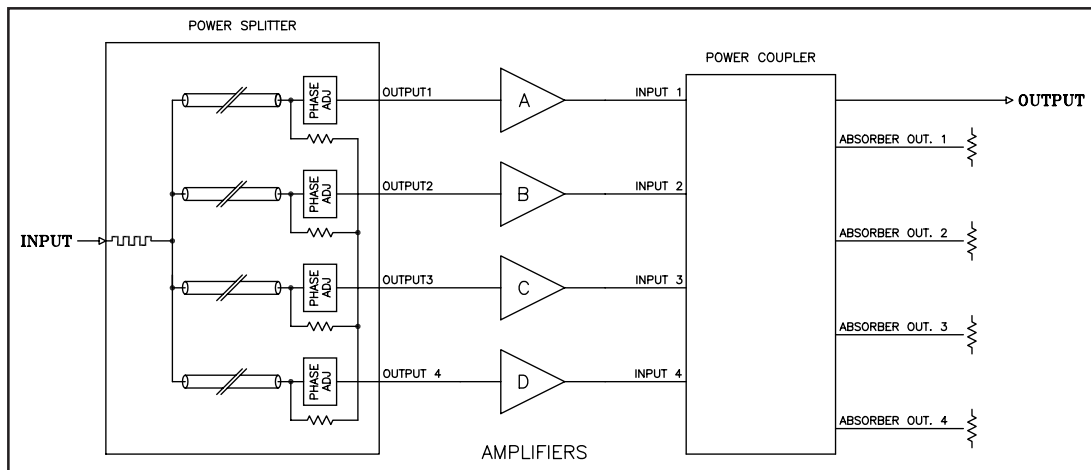 POWER SPLITTER
POWER COUPLER
PHASE
ADJ
OUTPUT1
A
INPUT 1
OUTPUT
ABSORBER OUT. 1
PHASE
ADJ
OUTPUT2
B
INPUT 2
INPUT
ABSORBER OUT. 2
PHASE
ADJ
OUTPUT3
C
INPUT 3
ABSORBER OUT. 3
PHASE
ADJ
OUTPUT 4
D
INPUT 4
ABSORBER OUT. 4
AMPLIFIERS